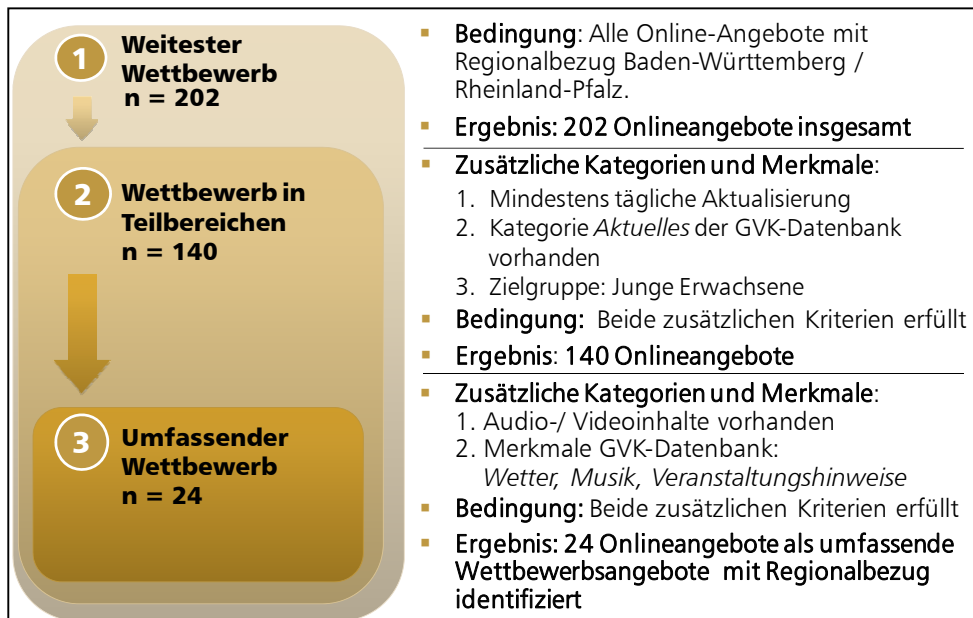 1
Weitester
Wettbewerb
n = 202
▪ Bedingung: Alle Online-Angebote mit
Regionalbezug Baden-Württemberg /
Rheinland-Pfalz.
▪ Ergebnis: 202 Onlineangebote insgesamt
2
Wettbewerb in
Teilbereichen
n = 140
▪ Zusätzliche Kategorien und Merkmale:
1. Mindestens tägliche Aktualisierung
2. Kategorie Aktuelles der GVK-Datenbank
vorhanden
3. Zielgruppe: Junge Erwachsene
▪ Bedingung: Beide zusätzlichen Kriterien erfüllt
▪ Ergebnis: 140 Onlineangebote
3
Umfassender
Wettbewerb
n = 24
▪ Zusätzliche Kategorien und Merkmale:
1. Audio-/ Videoinhalte vorhanden
2. Merkmale GVK-Datenbank:
Wetter, Musik, Veranstaltungshinweise
▪ Bedingung: Beide zusätzlichen Kriterien erfüllt
▪ Ergebnis: 24 Onlineangebote als umfassende
Wettbewerbsangebote mit Regionalbezug
identifiziert